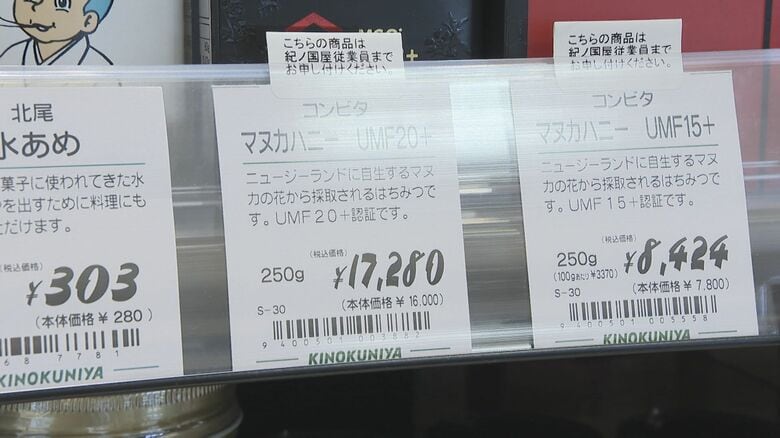 北尾
水あめ
菓子に使われてきた水
を出すために料理にも
だけます。
(税込価格)
¥303
(本体価格¥280)
68 7781
KINOKUNIYA
こちらの商品は
紀ノ国屋従業員まで
お申し付けください。
コンビタ
マヌカハニー UMF20+
ニュージーランドに自生するマヌ
カの花から採取されるはちみつで
す。UMF20+認証です。
(税込価格)
250g ¥17,280
(本体価格¥16,000)
S-30
KINOKUNIYA
こちらの商品は
紀ノ国屋従業員まで
お申し付けください。
コンビタ
マヌカハニー UMF15+
ニュージーランドに自生するマヌ
カの花から採取されるはちみつで
す。UMF15+認証です。
(税込価格)
250g ¥8,424
(100gあたり¥3370)
(本体価格¥7,800)
S-30
9 400501 003558
KINOKUNIYA